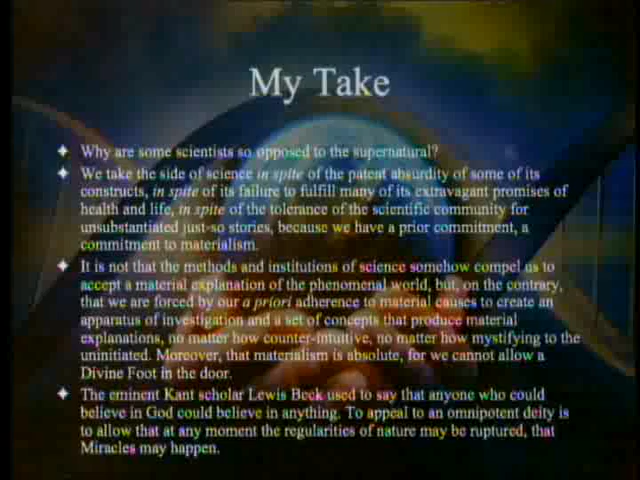 My Take
Why are some scientists so opposed to the supernatural?
We take the side of science in spite of the patent absurdity of some of its
constructs, in spite of its failure to fulfill many of its extravagant promises of
health and life, in spite of the tolerance of the scientific community for
unsubstantiated just-so stories, because we have a prior commitment, a
commitment to materialism.
It is not that the methods and institutions of science somehow compel us to
accept a material explanation of the phenomenal world, but, on the contrary,
that we are forced by our a priori adherence to material causes to create an
apparatus of investigation and a set of concepts that produce material
explanations, no matter how counter-intuitive, no matter how mystifying to the
uninitiated. Moreover, that materialism is absolute, for we cannot allow a
Divine Foot in the door.
The eminent Kant scholar Lewis Beck used to say that anyone who could
believe in God could believe in anything. To appeal to an omnipotent deity is
to allow that at any moment the regularities of nature may be ruptured, that
Miracles may happen.